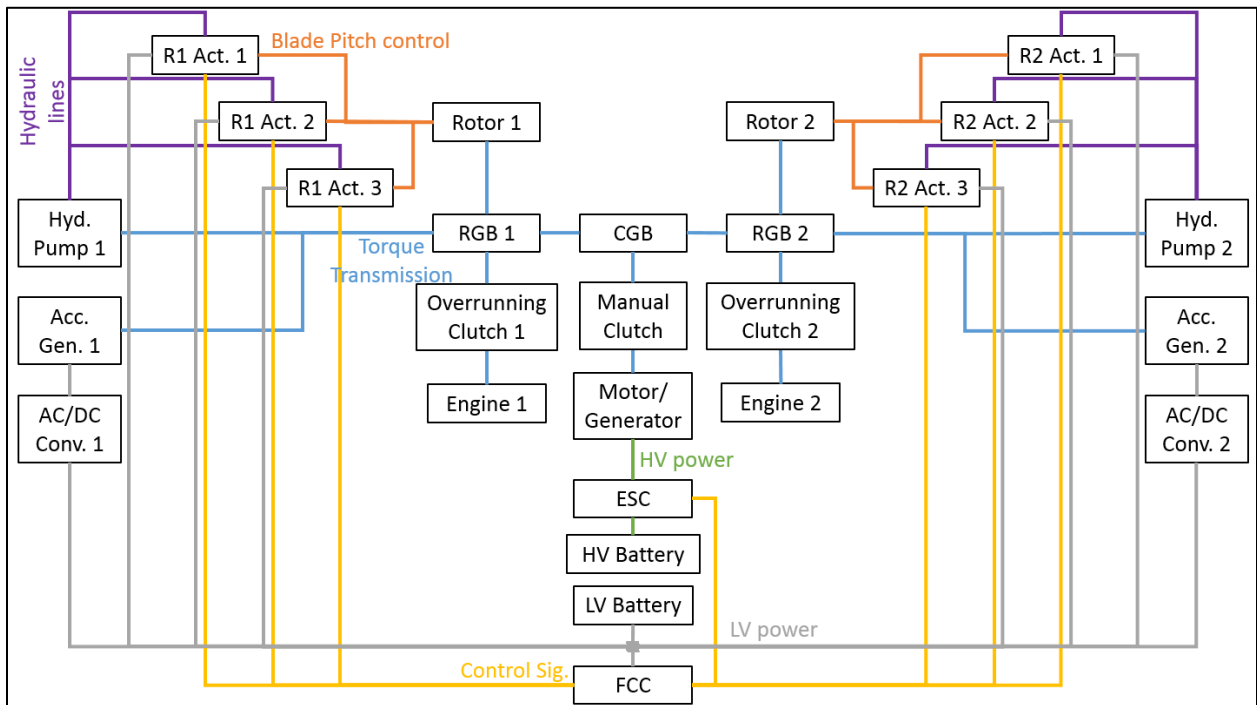 R1 Act. 1
Blade Pitch control
R2 Act. 1
Hydraulic
lines
R1 Act. 2
Rotor 1
Rotor 2
R2 Act. 2
R1 Act. 3
R2 Act. 3
Hyd.
Pump 1
RGB 1
CGB
RGB 2
Hyd.
Pump 2
Torque
Transmission
Acc.
Gen. 1
Overrunning
Clutch 1
Manual
Clutch
Overrunning
Clutch 2
Acc.
Gen. 2
AC/DC
Conv. 1
Engine 1
Motor/
Generator
Engine 2
AC/DC
Conv. 2
HV power
ESC
HV Battery
LV Battery
LV power
Control Sig.
FCC